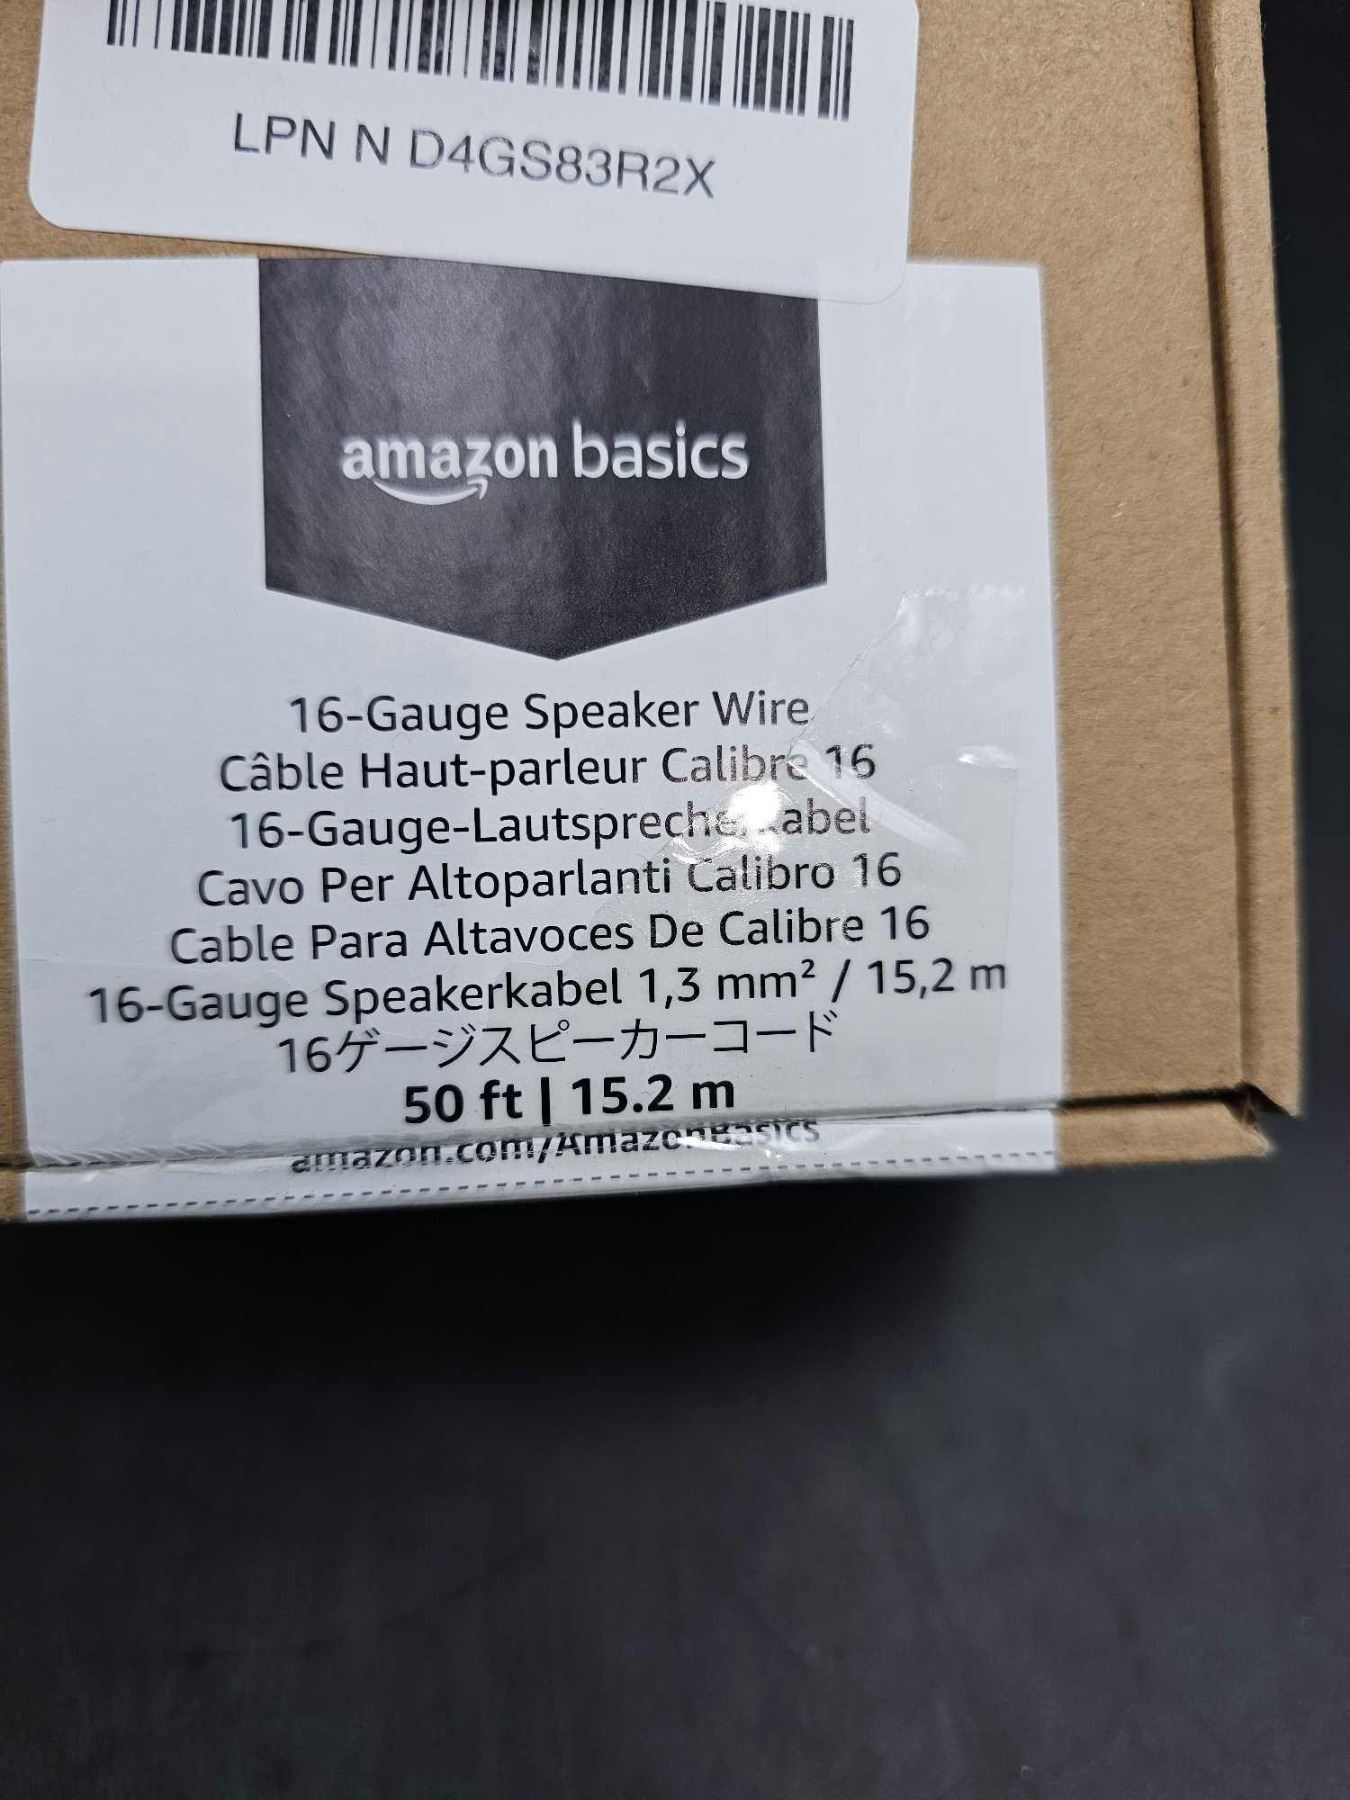 LPN N D4GS83R2X
amazon basics
16-Gauge Speaker Wire
Câble Haut-parleur Calibre 16
16-Gauge-Lautsprecherkabel
Cavo Per Altoparlanti Calibro 16
Cable Para Altavoces De Calibre 16
16-Gauge Speakerkabel 1,3 mm² / 15,2 m
16ゲージスピーカーコード
50 ft | 15.2 m
amazon.com/AmazonBasics